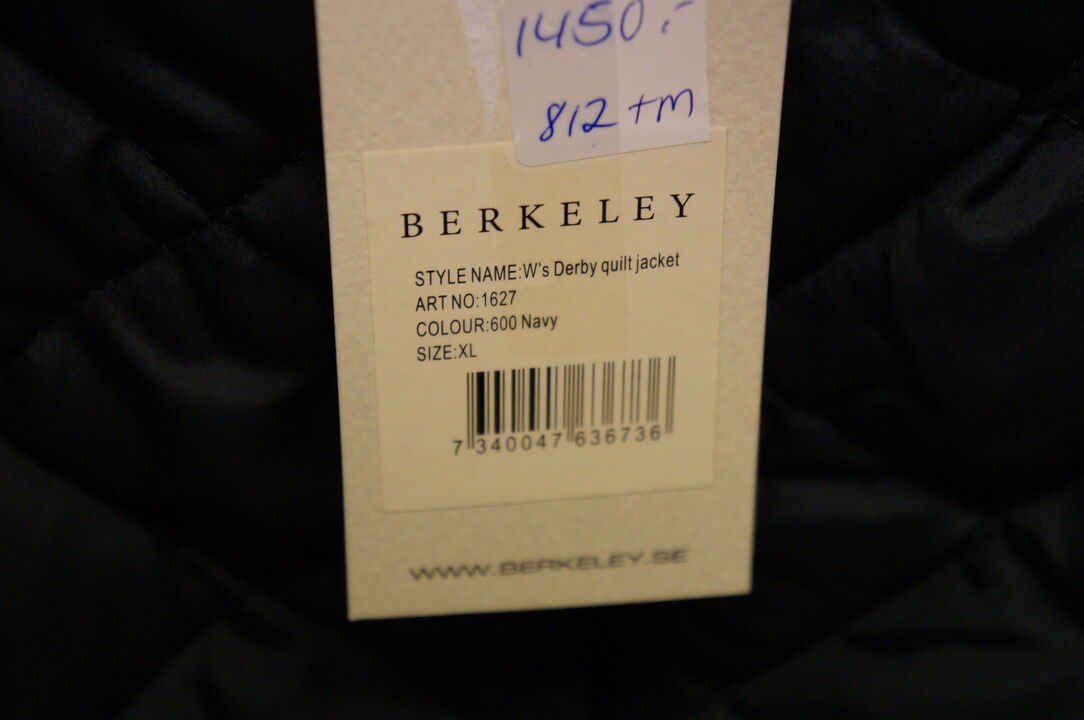 1450:-
812 +m
BERKELEY
STYLE NAME:W's Derby quilt jacket
ART NO:1627
COLOUR:600 Navy
SIZE:XL
7 340047 636736
WWW.BERKELEY.SE